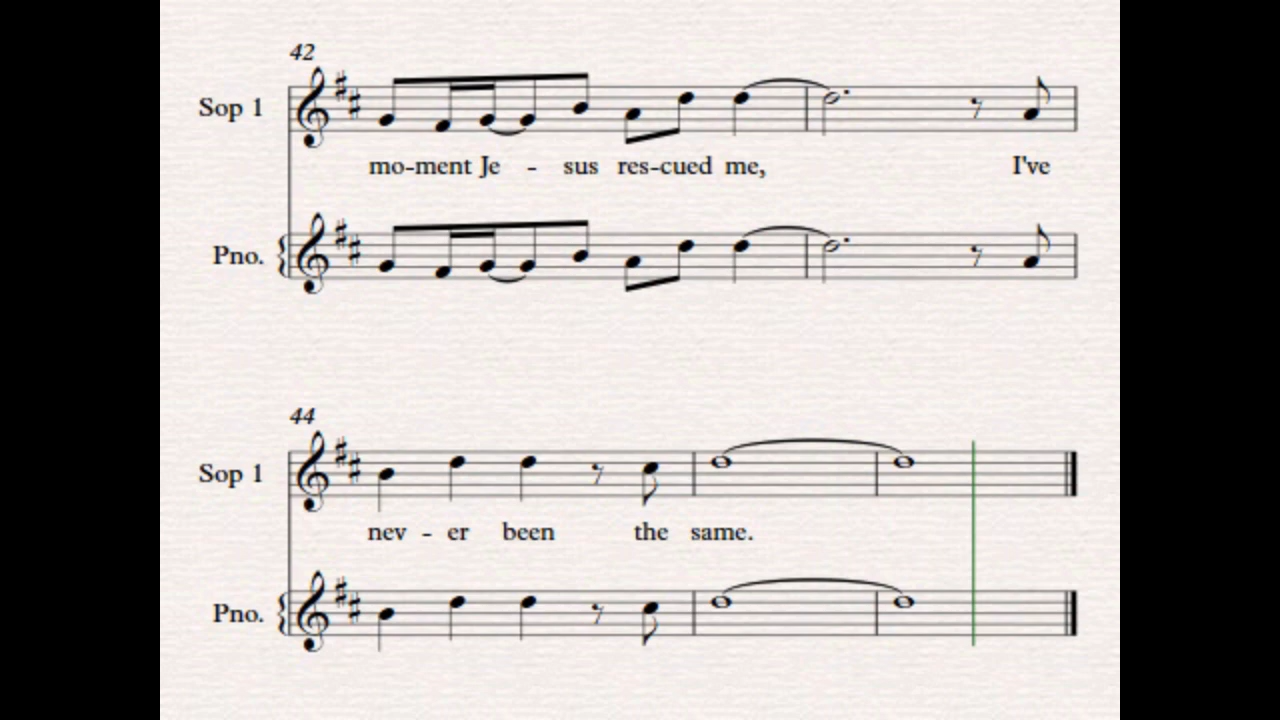 42
Sop 1
mo-ment Je - sus res-cued me, I've
Pno.
44
Sop 1
nev - er been the same.
Pno.